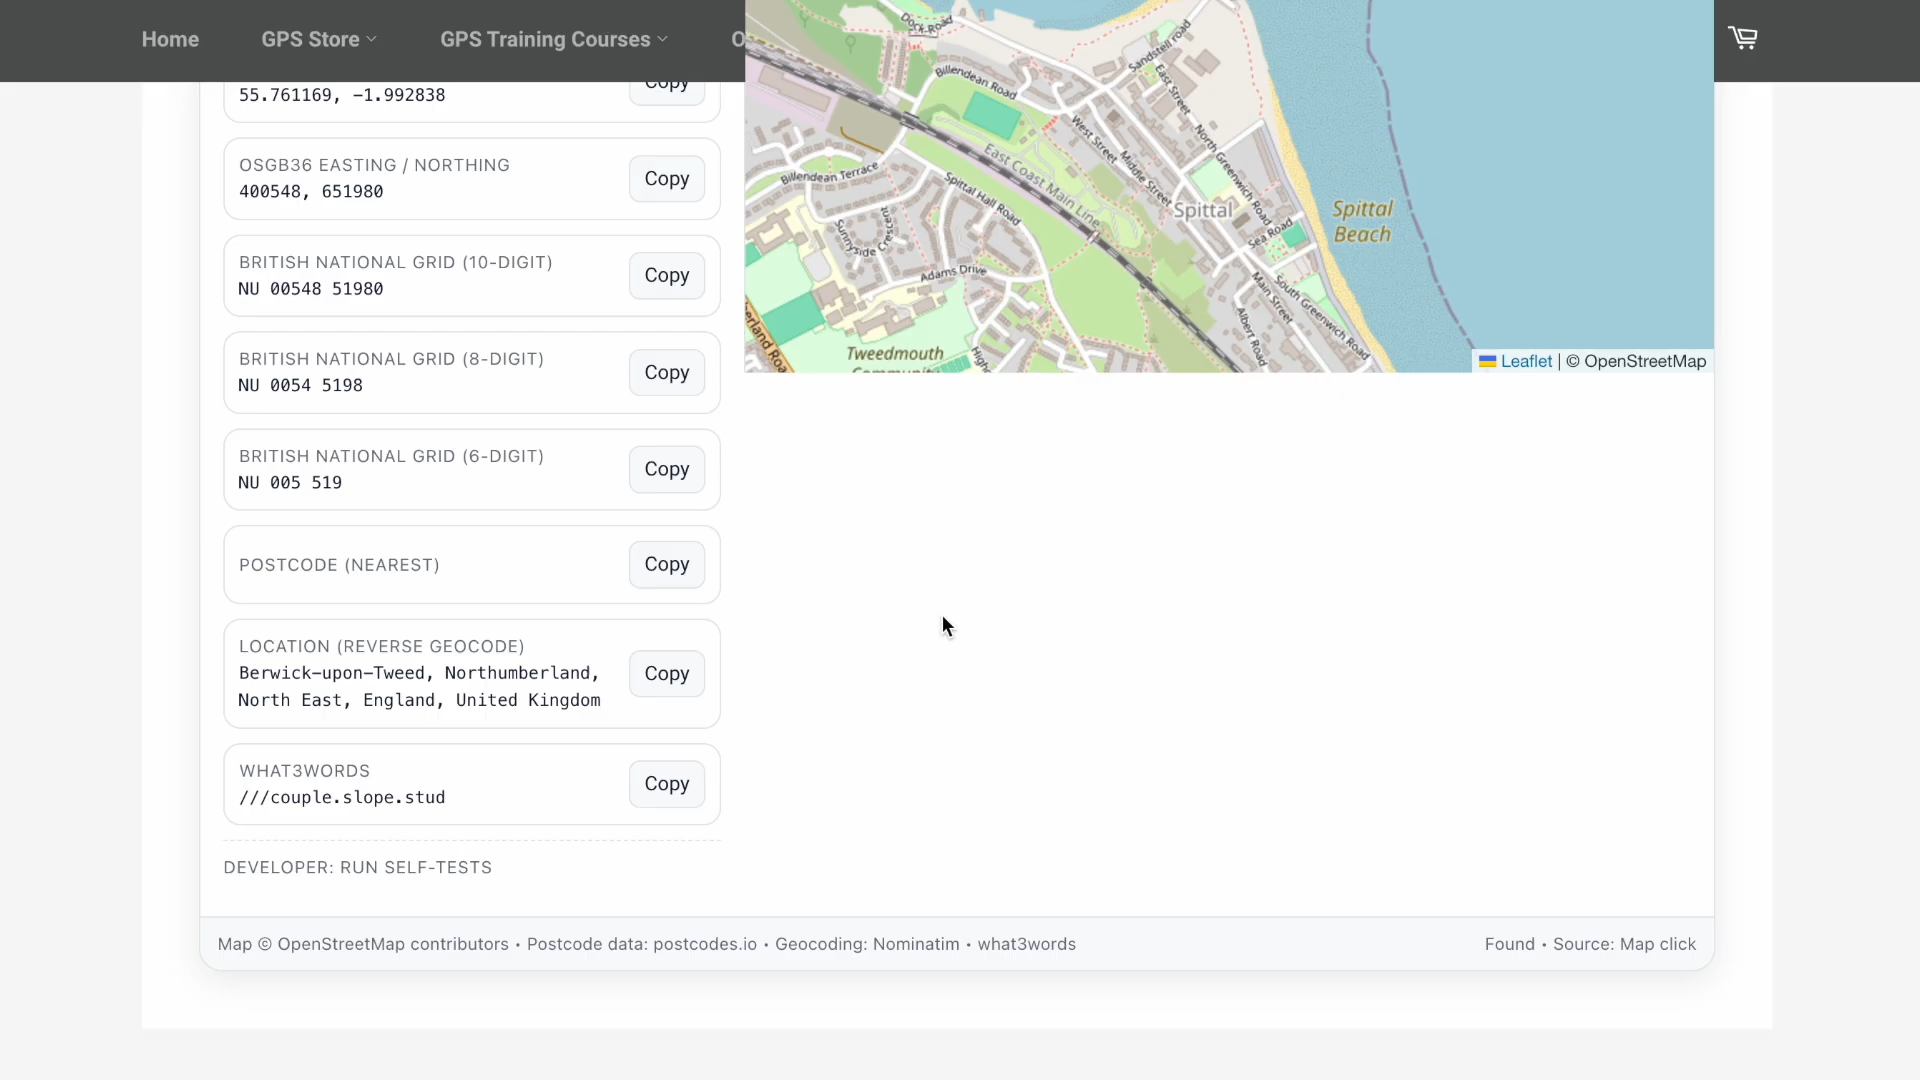 Home
GPS Store
GPS Training Courses
O
55.761169, -1.992838
Copy
OSGB36 EASTING / NORTHING
400548, 651980
Copy
BRITISH NATIONAL GRID (10-DIGIT)
NU 00548 51980
Copy
BRITISH NATIONAL GRID (8-DIGIT)
NU 0054 5198
Copy
BRITISH NATIONAL GRID (6-DIGIT)
NU 005 519
Copy
POSTCODE (NEAREST)
Copy
LOCATION (REVERSE GEOCODE)
Berwick-upon-Tweed, Northumberland,
North East, England, United Kingdom
Copy
WHAT3WORDS
///couple.slope.stud
Copy
DEVELOPER: RUN SELF-TESTS
Dock Road
Sandstell road
Billendean Road
East Street
West Street
Middle Street
North Greenwich Road
East Coast Main Line
Billendean Terrace
Spittal Hall Road
Spittal
Spittal
Beach
Sunnyside Crescent
Sea Road
Adams Drive
Main Street
South Greenwich Road
Albert Road
erland Roa
Tweedmouth
Community
Highc
Leaflet | © OpenStreetMap
Map © OpenStreetMap contributors • Postcode data: postcodes.io • Geocoding: Nominatim • what3words
Found • Source: Map click